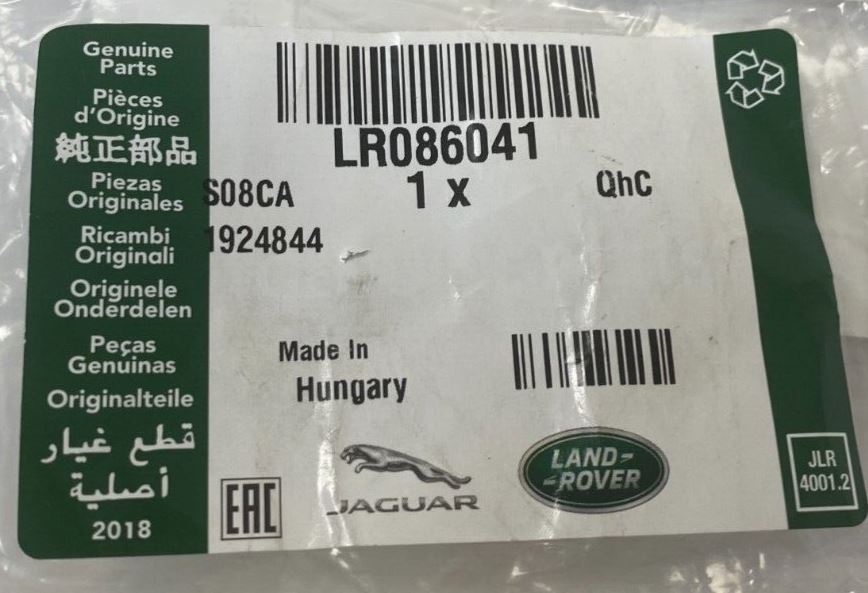 Genuine
Parts
Pièces
d'Origine
純正部品
Piezas
Originales
Ricambi
Originali
Originele
Onderdelen
Peças
Genuinas
Originalteile
قطع غيار
أصلية
2018
LR086041
S08CA 1 x QhC
1924844
Made In
Hungary
EAC
JAGUAR
LAND-
-ROVER
JLR
4001.2